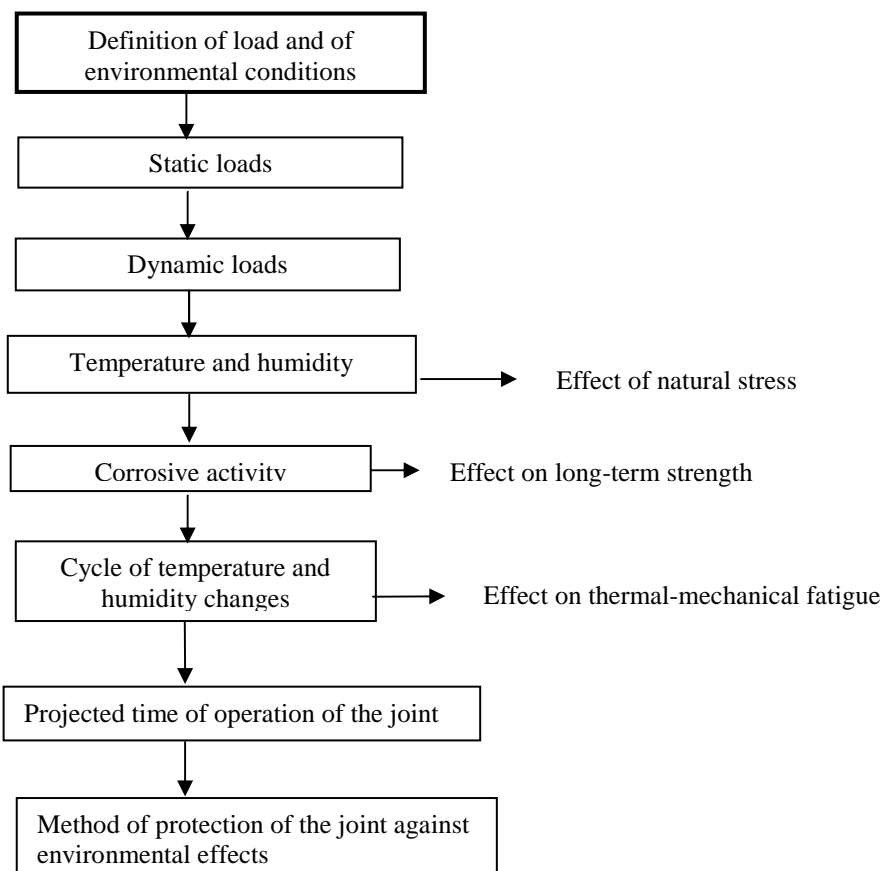 Definition of load and of
environmental conditions
Static loads
Dynamic loads
Temperature and humidity
Effect of natural stress
Corrosive activity
Effect on long-term strength
Cycle of temperature and
humidity changes
Effect on thermal-mechanical fatigue
Projected time of operation of the joint
Method of protection of the joint against
environmental effects